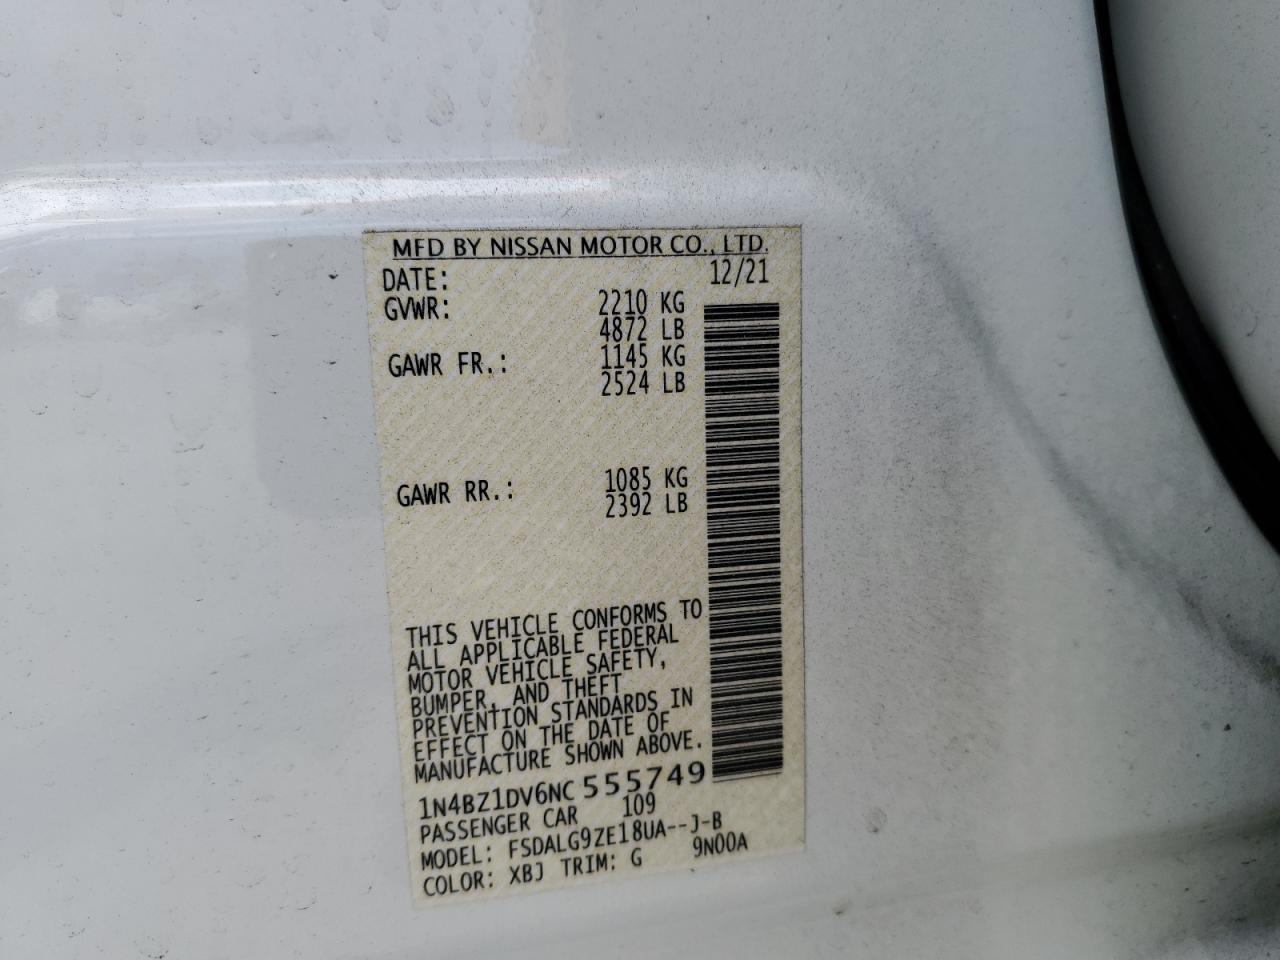 MFD BY NISSAN MOTOR CO., LTD.
DATE: 12/21
GVWR: 2210 KG
4872 LB
GAWR FR.: 1145 KG
2524 LB
GAWR RR.: 1085 KG
2392 LB
THIS VEHICLE CONFORMS TO
ALL APPLICABLE FEDERAL
MOTOR VEHICLE SAFETY,
BUMPER, AND THEFT
PREVENTION STANDARDS IN
EFFECT ON THE DATE OF
MANUFACTURE SHOWN ABOVE.
1N4BZ1DV6NC555749
PASSENGER CAR 109
MODEL: FSDALG9ZE18UA--J-B
COLOR: XBJ TRIM: G 9N00A